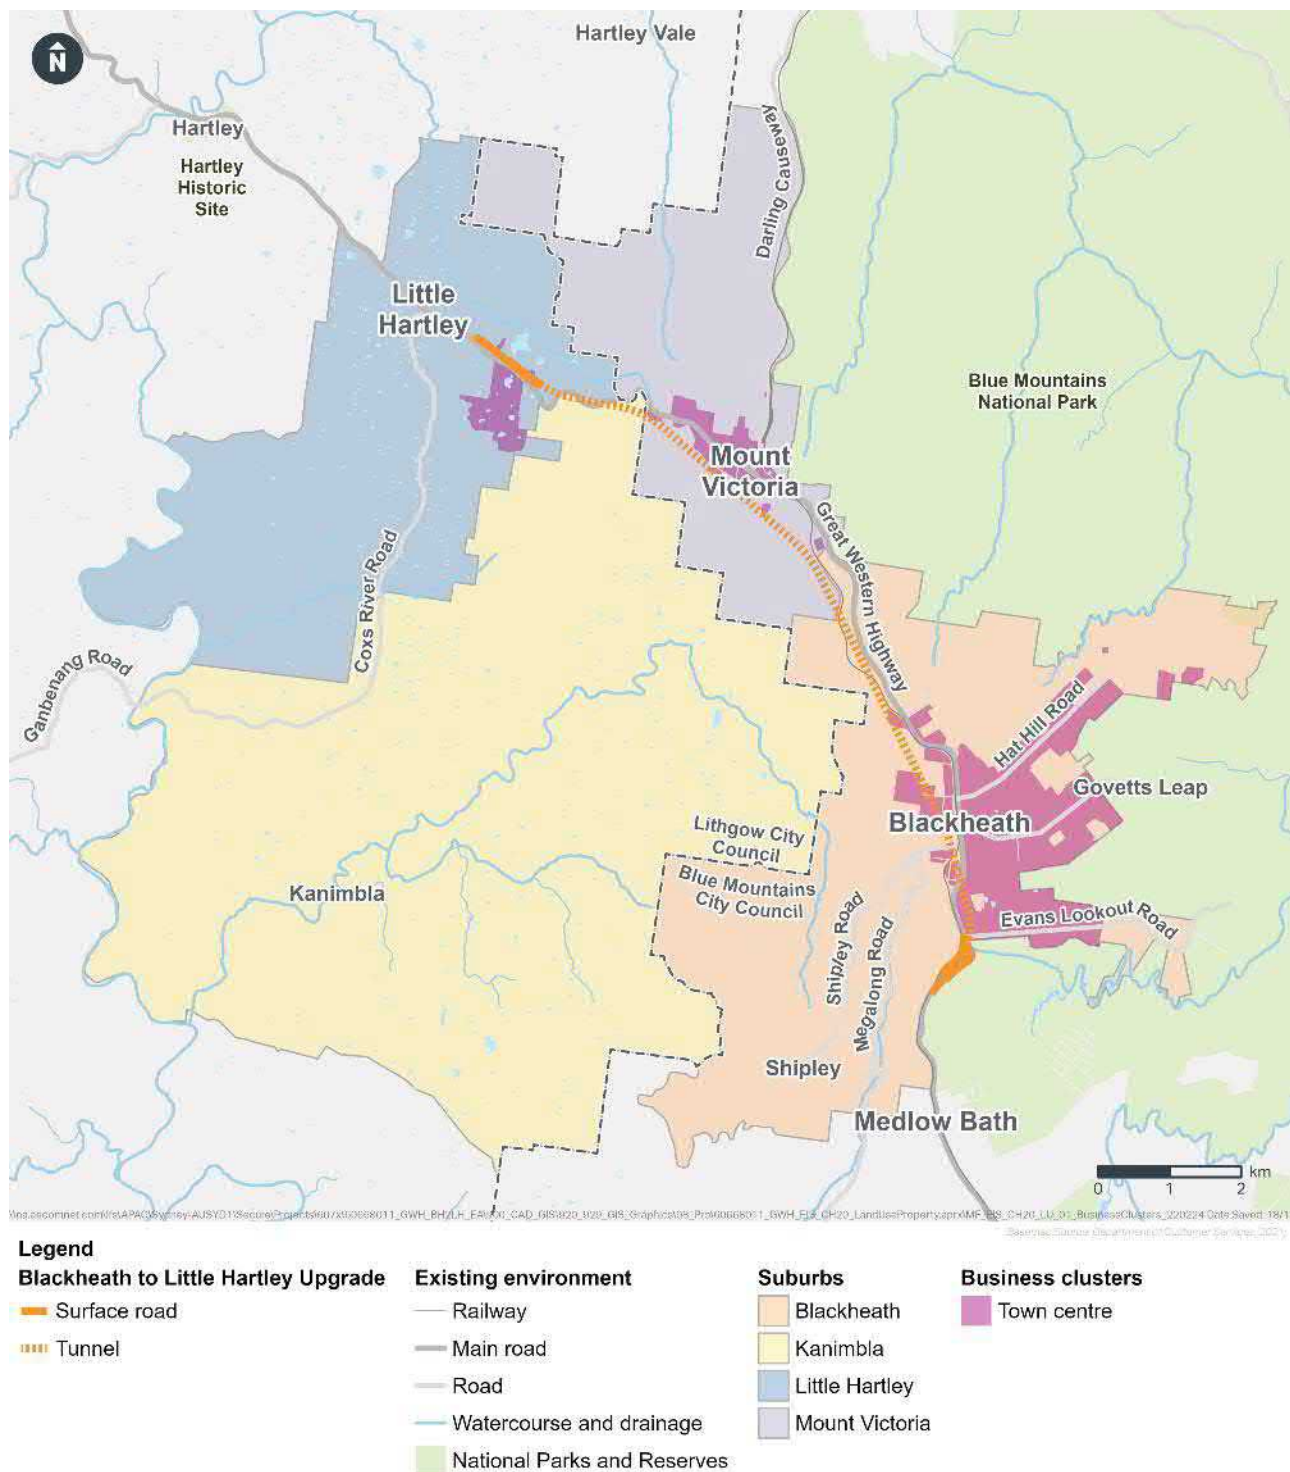 N
Hartley Vale
Hartley
Hartley
Historic
Site
Darling Causeway
Little
Hartley
Blue Mountains
National Park
Mount
Victoria
Great Western Highway
Coxs River Road
Ganbenang Road
Hat Hill Road
Govetts Leap
Blackheath
Lithgow City
Council
Blue Mountains
City Council
Kanimbla
Evans Lookout Road
Shipley Road
Megalong Road
Shipley
Medlow Bath
km
0 1 2
Legend
Blackheath to Little Hartley Upgrade
Surface road
Tunnel
Existing environment
Railway
Main road
Road
Watercourse and drainage
National Parks and Reserves
Suburbs
Blackheath
Kanimbla
Little Hartley
Mount Victoria
Business clusters
Town centre